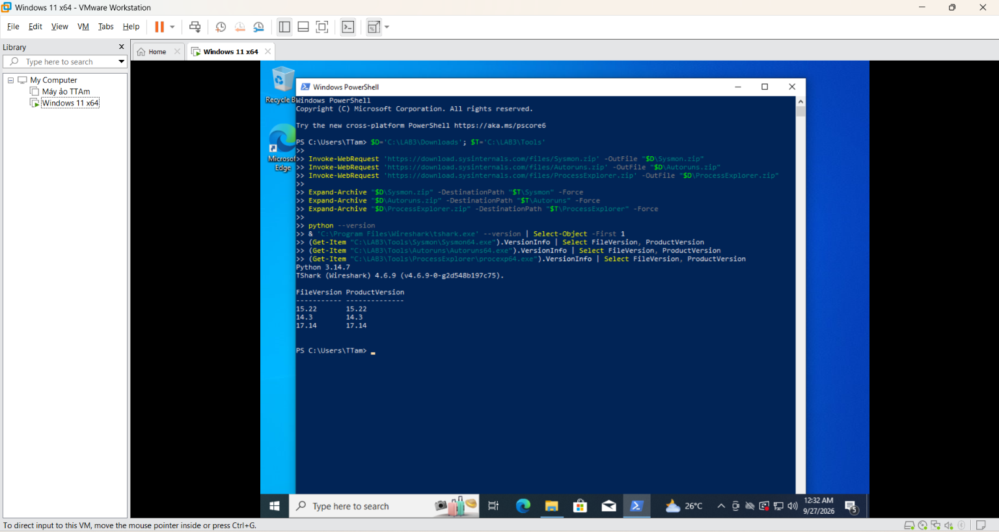 Windows 11 x64 - VMware Workstation
File Edit View VM Tabs Help
Library
Type here to search
My Computer
Máy ảo TTAm
Windows 11 x64
Home
Windows 11 x64
Recycle B
Microsof
Edge
Windows PowerShell
Windows PowerShell
Copyright (C) Microsoft Corporation. All rights reserved.
Try the new cross-platform PowerShell https://aka.ms/pscore6
PS C:\Users\TTam> $D='C:\LAB3\Downloads'; $T='C:\LAB3\Tools'
>>
>> Invoke-WebRequest 'https://download.sysinternals.com/files/Sysmon.zip' -OutFile "$D\Sysmon.zip"
>> Invoke-WebRequest 'https://download.sysinternals.com/files/Autoruns.zip' -OutFile "$D\Autoruns.zip"
>> Invoke-WebRequest 'https://download.sysinternals.com/files/ProcessExplorer.zip' -OutFile "$D\ProcessExplorer.zip"
>>
>> Expand-Archive "$D\Sysmon.zip" -DestinationPath "$T\Sysmon" -Force
>> Expand-Archive "$D\Autoruns.zip" -DestinationPath "$T\Autoruns" -Force
>> Expand-Archive "$D\ProcessExplorer.zip" -DestinationPath "$T\ProcessExplorer" -Force
>>
>> python --version
>> & 'C:\Program Files\Wireshark\tshark.exe' --version | Select-Object -First 1
>> (Get-Item "C:\LAB3\Tools\Sysmon\Sysmon64.exe").VersionInfo | Select FileVersion, ProductVersion
>> (Get-Item "C:\LAB3\Tools\Autoruns\Autoruns64.exe").VersionInfo | Select FileVersion, ProductVersion
>> (Get-Item "C:\LAB3\Tools\ProcessExplorer\procexp64.exe").VersionInfo | Select FileVersion, ProductVersion
Python 3.14.7
TShark (Wireshark) 4.6.9 (v4.6.9-0-g2d548b197c75).
FileVersion ProductVersion
----------- --------------
15.22 15.22
14.3 14.3
17.14 17.14
PS C:\Users\TTam>
Type here to search
26°C
12:32 AM
9/27/2026
5
To direct input to this VM, move the mouse pointer inside or press Ctrl+G.